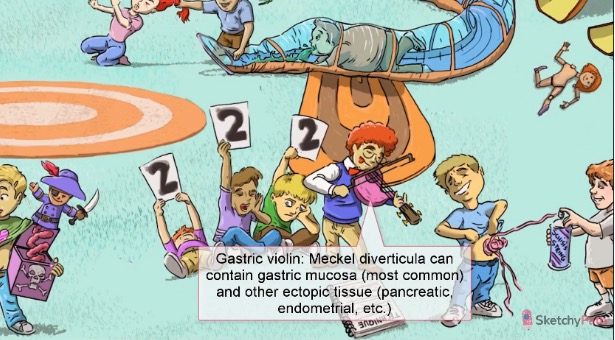 2
2
2
Gastric violin: Meckel diverticula can
contain gastric mucosa (most common)
and other ectopic tissue (pancreatic,
endometrial, etc.)
Sketchy